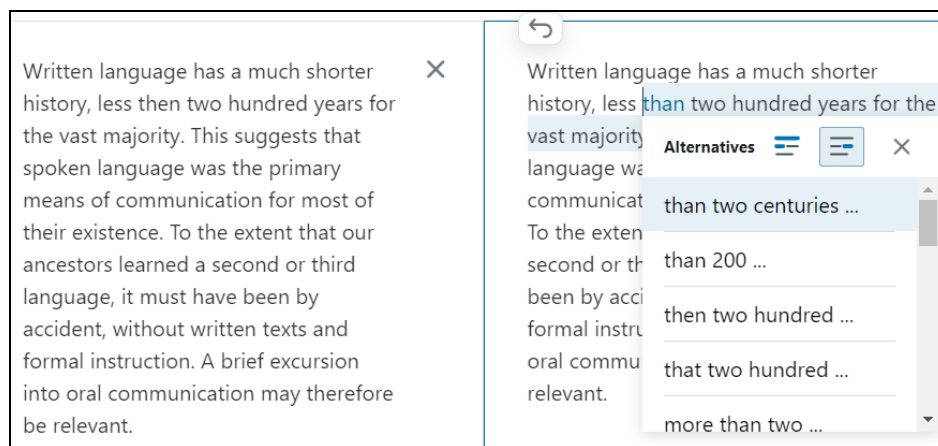 Written language has a much shorter
history, less then two hundred years for
the vast majority. This suggests that
spoken language was the primary
means of communication for most of
their existence. To the extent that our
ancestors learned a second or third
language, it must have been by
accident, without written texts and
formal instruction. A brief excursion
into oral communication may therefore
be relevant.
Written language has a much shorter
history, less than two hundred years for the
vast majority
language wa
communicat
To the exten
second or th
been by acci
formal instru
oral commu
relevant.
Alternatives
than two centuries ...
than 200 ...
then two hundred ...
that two hundred ...
more than two ...